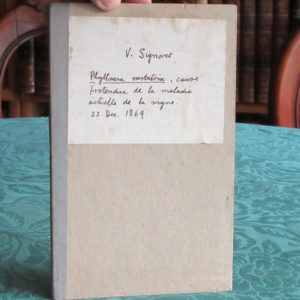 V. Signoret.
Phylloxera vastatrix, cause
prétendue de la maladie
actuelle de la vigne.
22. Dec. 1869.